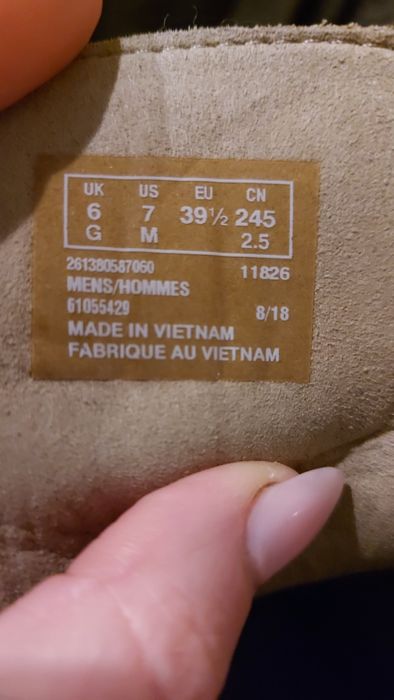 UK US EU CN
6 7 39½ 245
G M 2.5
261380587060 11826
MENS/HOMMES
61055429 8/18
MADE IN VIETNAM
FABRIQUE AU VIETNAM